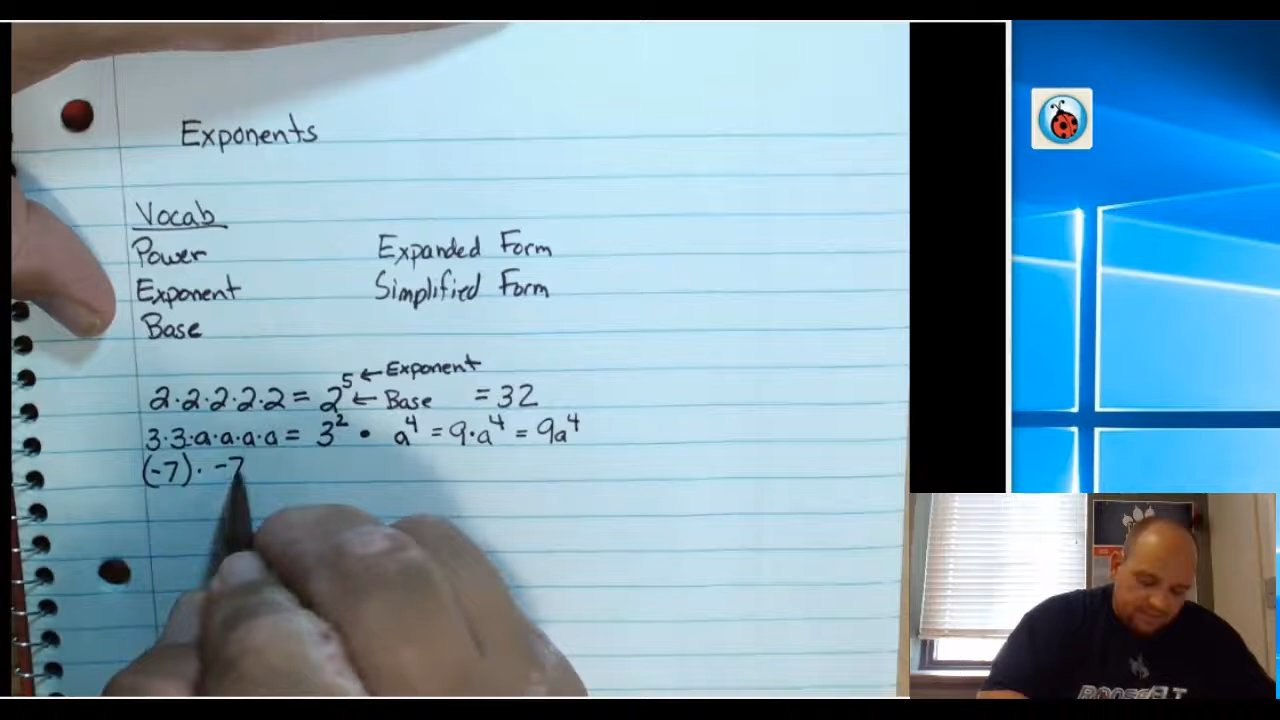 Exponents
Vocab
Power
Expanded Form
Exponent
Simplified Form
Base
2·2·2·2·2 = 2⁵ ← Exponent ← Base = 32
3·3·a·a·a·a = 3² · a⁴ = 9·a⁴ = 9a⁴
(-7) · -7